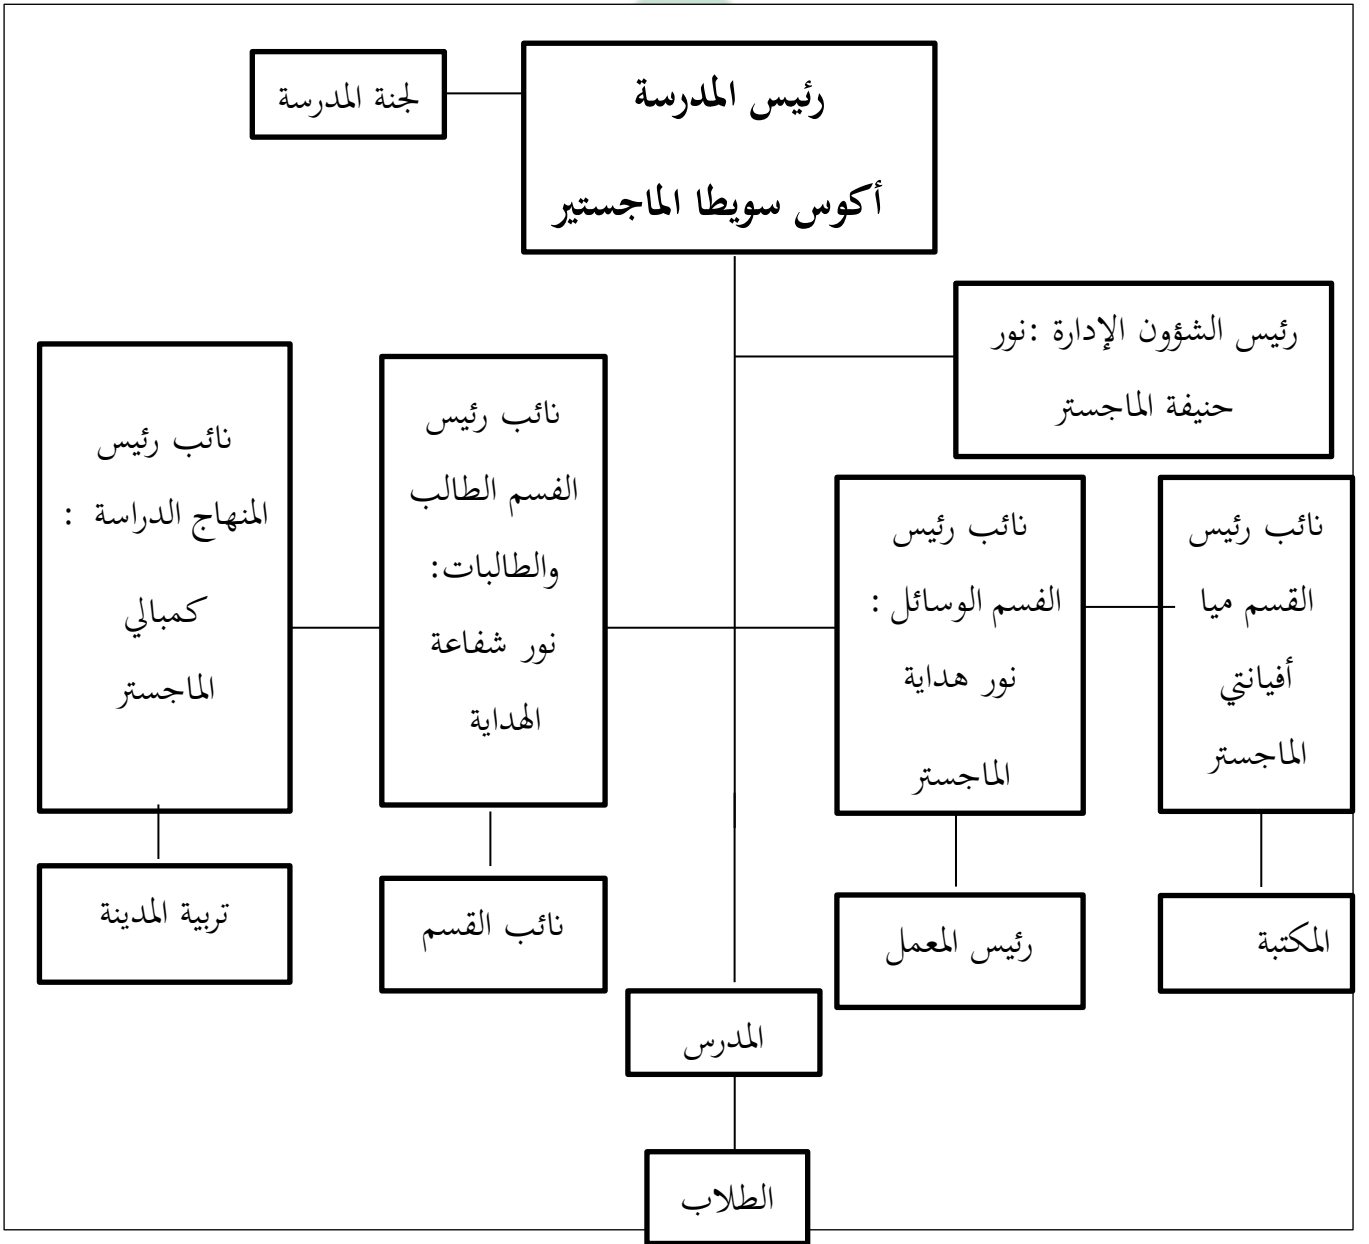 رئيس المدرسة
أكوس سويطا الماجستير
لجنة المدرسة
رئيس الشؤون الإدارة :نور
حنيفة الماجستر
نائب رئيس
القسم ميا
أفيانتي
الماجستر
نائب رئيس
الفسم الوسائل :
نور هداية
الماجستر
نائب رئيس
الفسم الطالب
والطالبات:
نور شفاعة
الهداية
نائب رئيس
المنهاج الدراسة :
كمبالي
الماجستر
المكتبة
رئيس المعمل
نائب القسم
تربية المدينة
المدرس
الطلاب